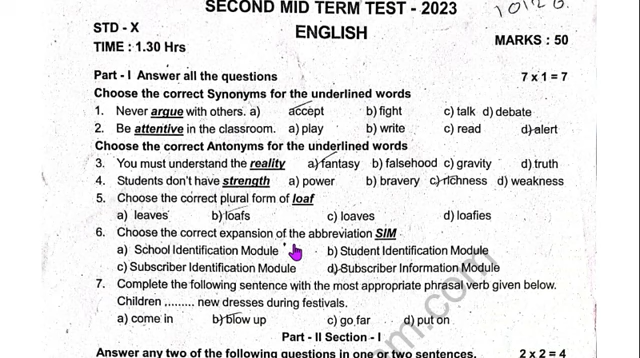 SECOND MID TERM TEST - 2023
STD - X
ENGLISH
TIME : 1.30 Hrs
MARKS : 50
Part - I Answer all the questions 7 x 1 = 7
Choose the correct Synonyms for the underlined words
1. Never argue with others. a) accept b) fight c) talk d) debate
2. Be attentive in the classroom. a) play b) write c) read d) alert
Choose the correct Antonyms for the underlined words
3. You must understand the reality a) fantasy b) falsehood c) gravity d) truth
4. Students don't have strength a) power b) bravery c) richness d) weakness
5. Choose the correct plural form of loaf
a) leaves b) loafs c) loaves d) loafies
6. Choose the correct expansion of the abbreviation SIM
a) School Identification Module b) Student Identification Module
c) Subscriber Identification Module d) Subscriber Information Module
7. Complete the following sentence with the most appropriate phrasal verb given below.
Children ......... new dresses during festivals.
a) come in b) blow up c) go far d) put on
Part - II Section - I
Answer any two of the following questions in one or two sentences. 2 x 2 = 4